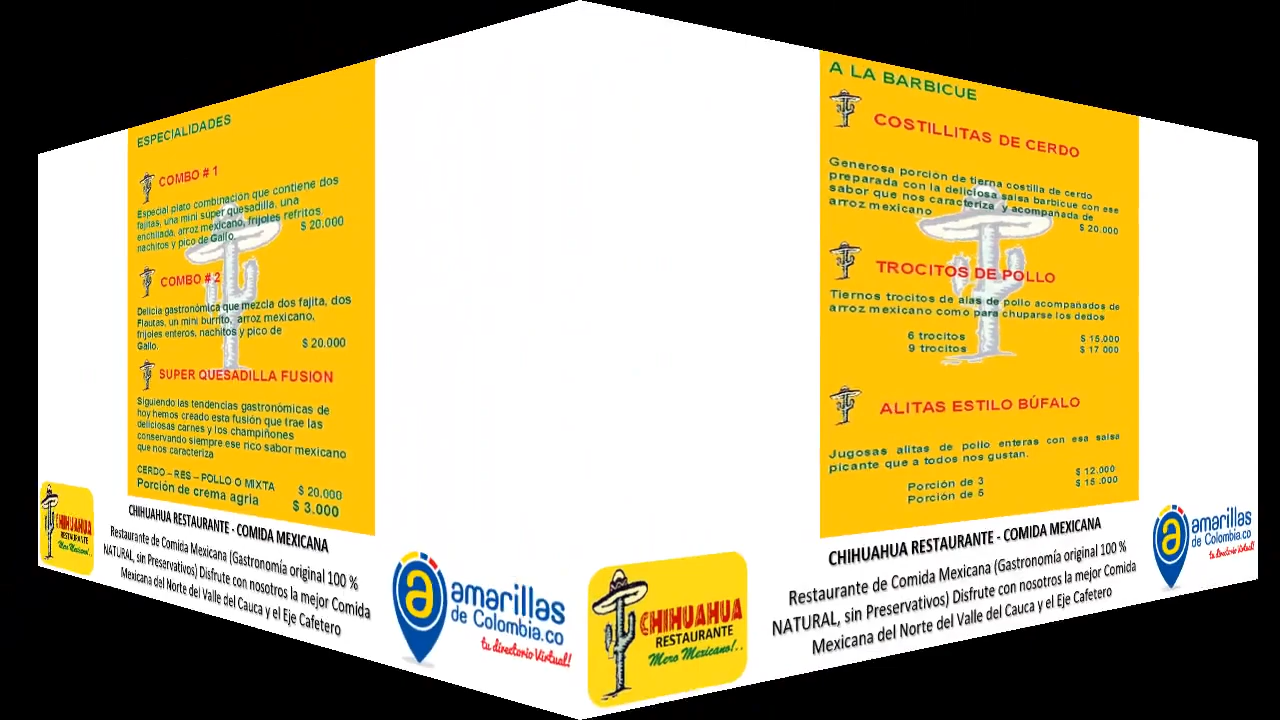 ESPECIALIDADES
COMBO # 1
Especial plato combinación que contiene dos
fajitas, una mini súper quesadilla, una
enchilada, arroz mexicano, frijoles refritos,
nachitos y pico de Gallo.
$ 20.000
COMBO # 2
Delicia gastronómica que mezcla dos fajita, dos
Flautas, un mini burrito, arroz mexicano,
frijoles enteros, nachitos y pico de
Gallo.
$ 20.000
SUPER QUESADILLA FUSION
Siguiendo las tendencias gastronómicas de
hoy hemos creado esta fusión que trae las
deliciosas carnes y los champiñones
conservando siempre ese rico sabor mexicano
que nos caracteriza
CERDO – RES – POLLO O MIXTA $ 20.000
Porción de crema agria $ 3.000
CHIHUAHUA
RESTAURANTE
Mero Mexicano!..
CHIHUAHUA RESTAURANTE - COMIDA MEXICANA
Restaurante de Comida Mexicana (Gastronomía original 100 %
NATURAL, sin Preservativos) Disfrute con nosotros la mejor Comida
Mexicana del Norte del Valle del Cauca y el Eje Cafetero
amarillas
de Colombia.co
tu directorio Virtual!
A LA BARBICUE
COSTILLITAS DE CERDO
Generosa porción de tierna costilla de cerdo
preparada con la deliciosa salsa barbicue con ese
sabor que nos caracteriza y acompañada de
arroz mexicano
$ 20.000
TROCITOS DE POLLO
Tiernos trocitos de alas de pollo acompañados de
arroz mexicano como para chuparse los dedos
6 trocitos $ 15.000
9 trocitos $ 17 000
ALITAS ESTILO BÚFALO
Jugosas alitas de pollo enteras con esa salsa
picante que a todos nos gustan.
Porción de 3 $ 12.000
Porción de 5 $ 15 .000
CHIHUAHUA
RESTAURANTE
Mero Mexicano!..
CHIHUAHUA RESTAURANTE - COMIDA MEXICANA
Restaurante de Comida Mexicana (Gastronomía original 100 %
NATURAL, sin Preservativos) Disfrute con nosotros la mejor Comida
Mexicana del Norte del Valle del Cauca y el Eje Cafetero
amarillas
de Colombia.co
tu directorio Virtual!